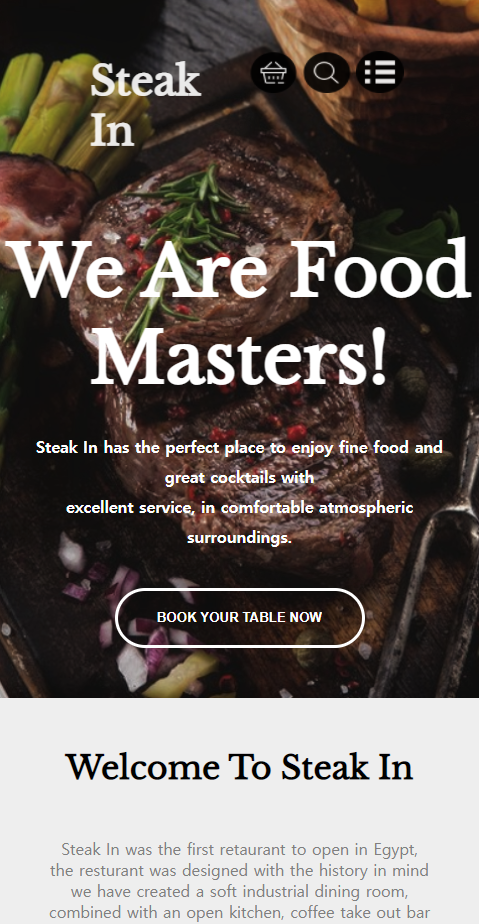 Steak
In
We Are Food
Masters!
Steak In has the perfect place to enjoy fine food and
great cocktails with
excellent service, in comfortable atmospheric
surroundings.
BOOK YOUR TABLE NOW
Welcome To Steak In
Steak In was the first retaurant to open in Egypt,
the resturant was designed with the history in mind
we have created a soft industrial dining room,
combined with an open kitchen, coffee take out bar